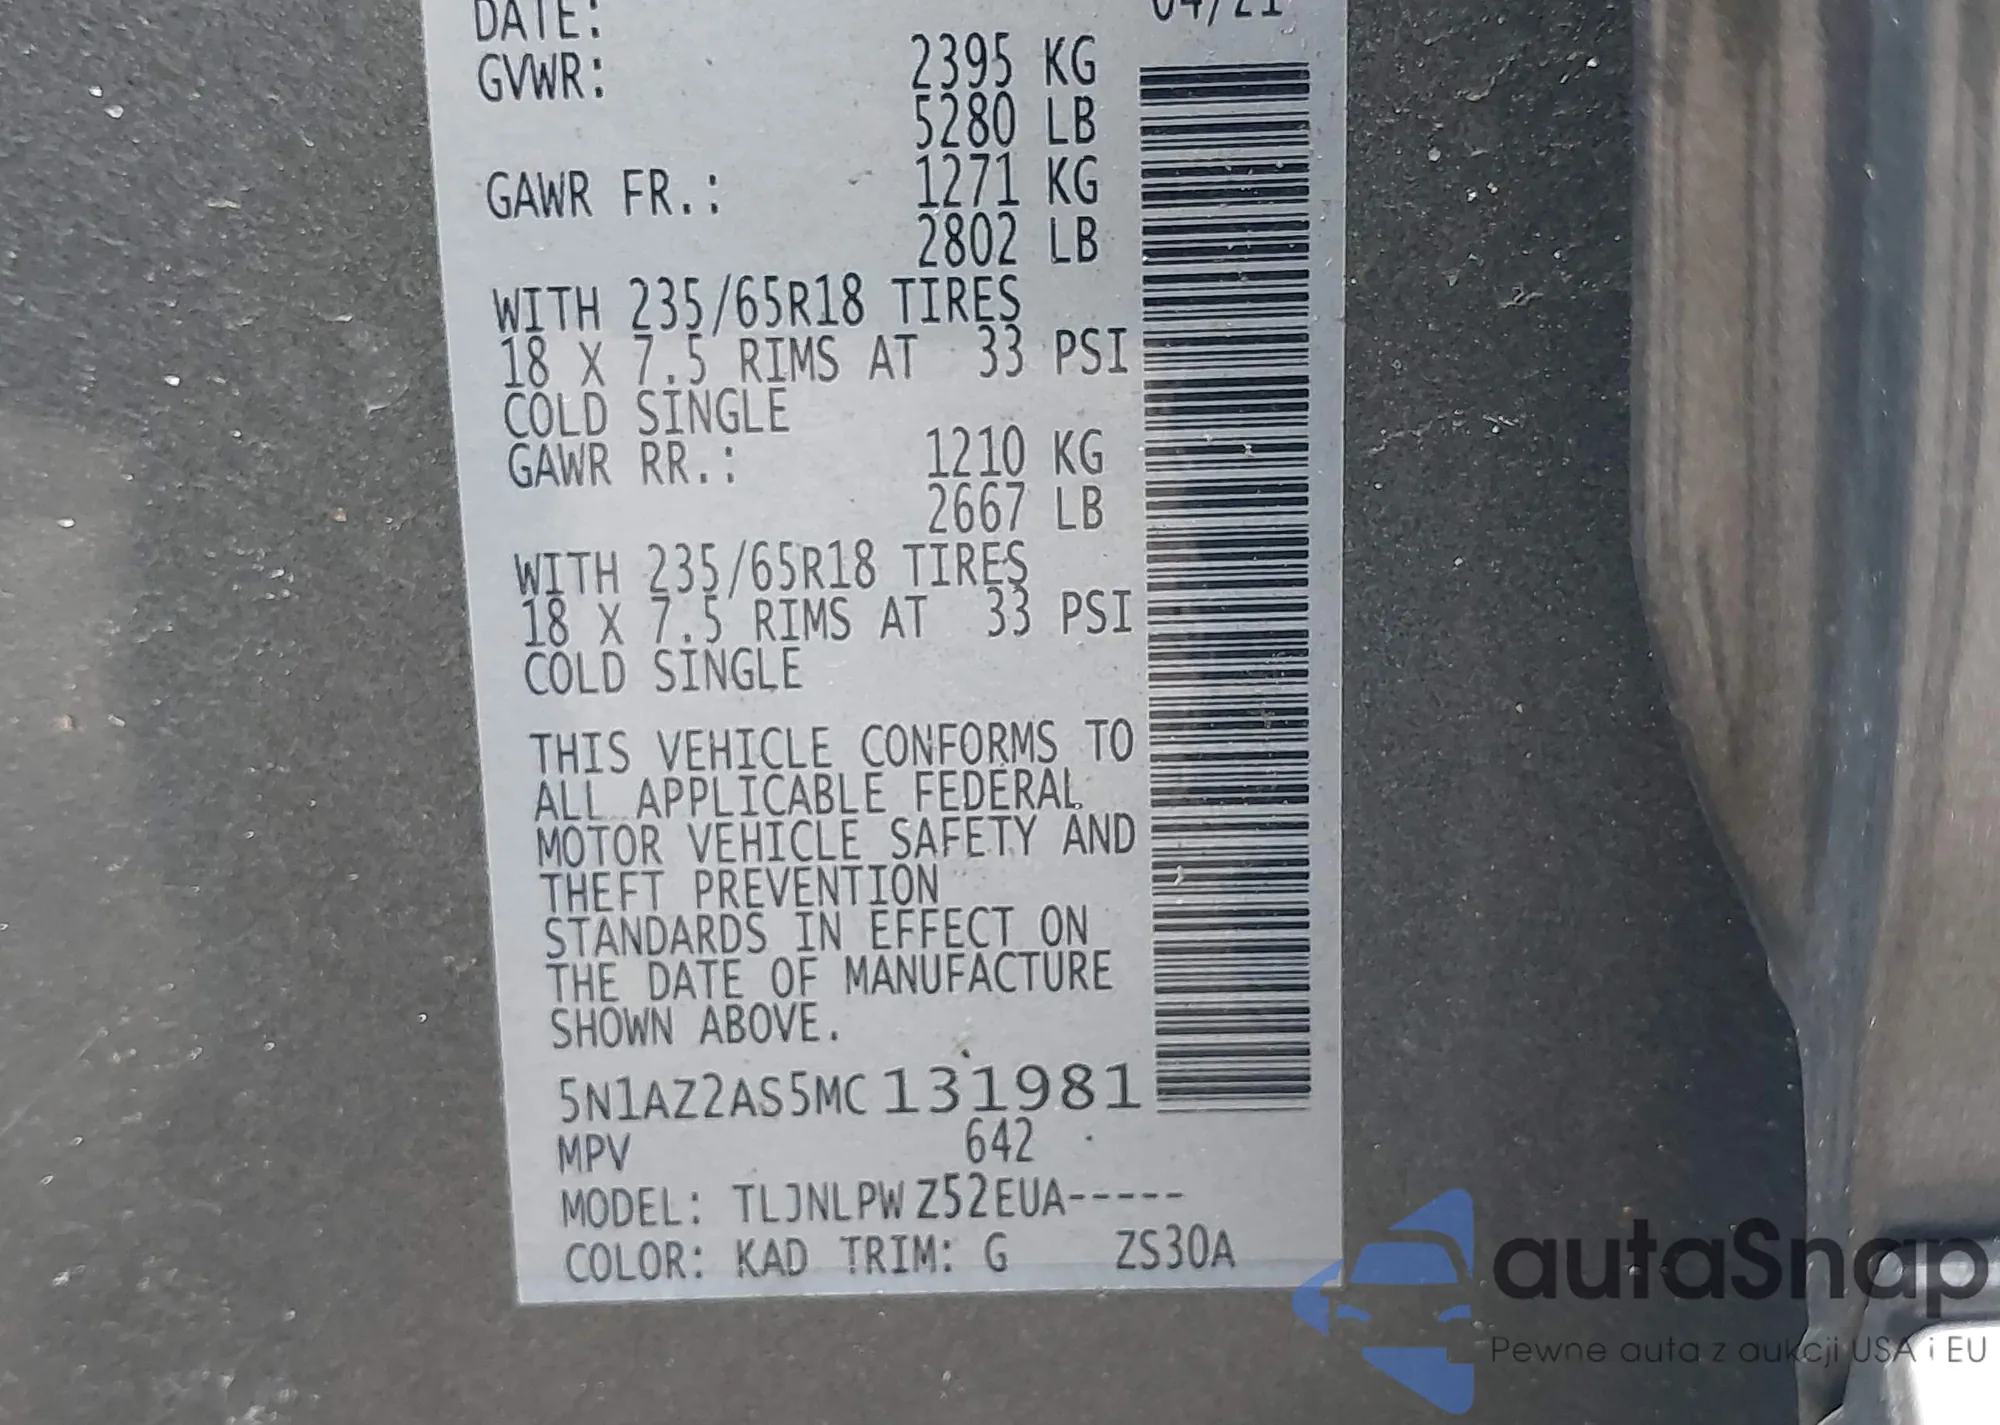 DATE: 04/21
GVWR: 2395 KG
5280 LB
GAWR FR.: 1271 KG
2802 LB
WITH 235/65R18 TIRES
18 X 7.5 RIMS AT 33 PSI
COLD SINGLE
GAWR RR.: 1210 KG
2667 LB
WITH 235/65R18 TIRES
18 X 7.5 RIMS AT 33 PSI
COLD SINGLE
THIS VEHICLE CONFORMS TO
ALL APPLICABLE FEDERAL
MOTOR VEHICLE SAFETY AND
THEFT PREVENTION
STANDARDS IN EFFECT ON
THE DATE OF MANUFACTURE
SHOWN ABOVE.
5N1AZ2AS5MC131981
MPV 642
MODEL: TLJNLPWZ52EUA-----
COLOR: KAD TRIM: G ZS30A
autaSnap
Pewne auta z aukcji USA i EU